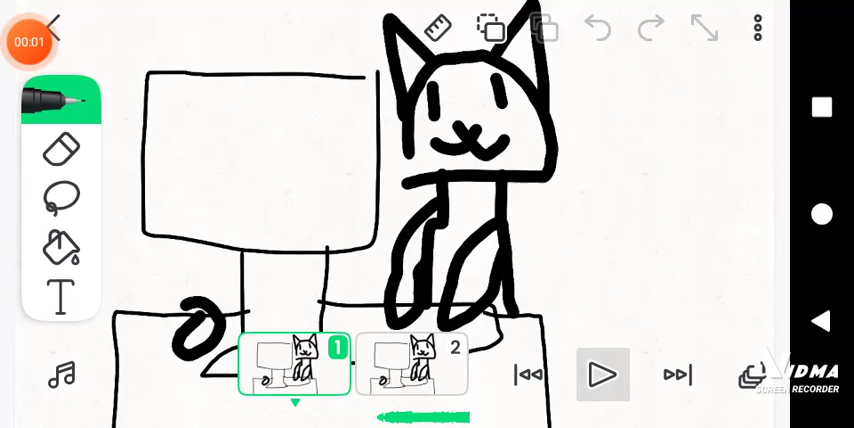 00:01
T
1
2
VIDMA
SCREEN RECORDER